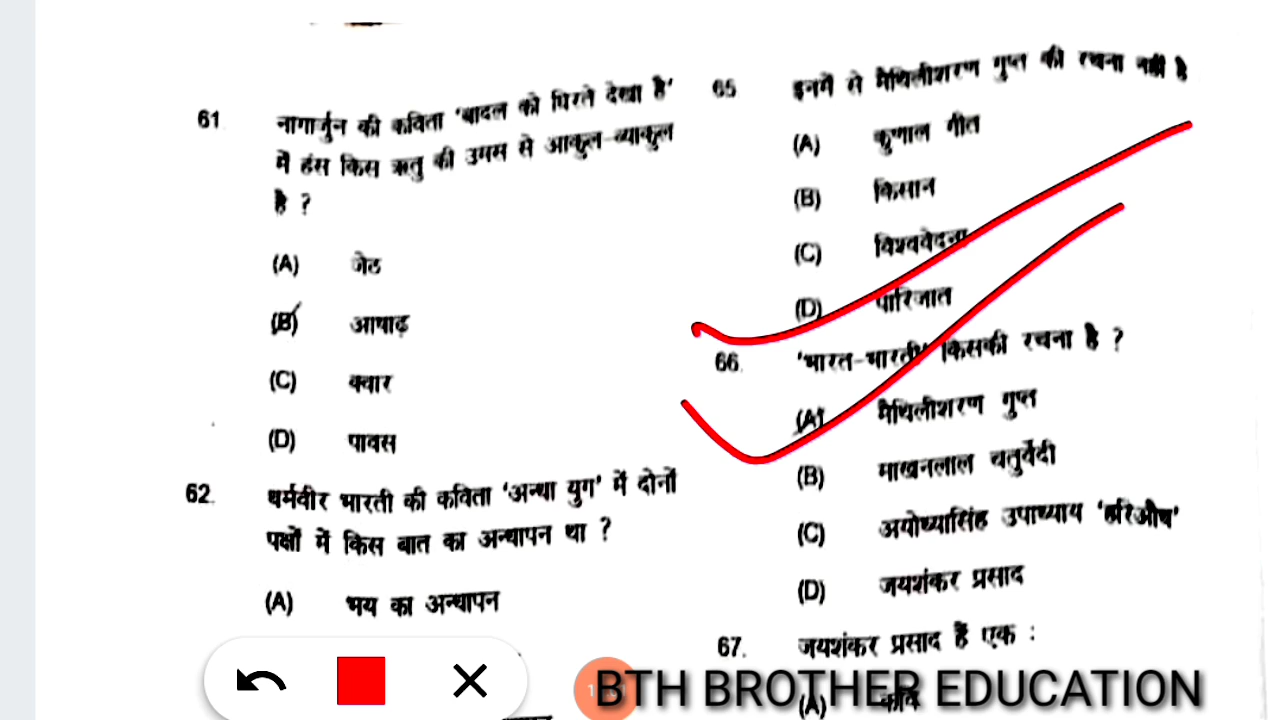 61.
नागार्जुन की कविता 'बादल को घिरते देखा है'
में हंस किस ऋतु की उमस से आकुल-व्याकुल
है ?
(A) जेठ
(B) आषाढ़
(C) क्वार
(D) पावस
62. धर्मवीर भारती की कविता 'अन्धा युग' में दोनों
पक्षों में किस बात का अन्धापन था ?
(A) भय का अन्धापन
65 इनमें से मैथिलीशरण गुप्त की रचना नहीं है
(A) कुणाल गीत
(B) किसान
(C) विश्ववेदना
(D) पारिजात
66. 'भारत-भारती' किसकी रचना है ?
(A) मैथिलीशरण गुप्त
(B) माखनलाल चतुर्वेदी
(C) अयोध्यासिंह उपाध्याय 'हरिऔध'
(D) जयशंकर प्रसाद
67. जयशंकर प्रसाद हैं एक :
(A) कवि
BTH BROTHER EDUCATION